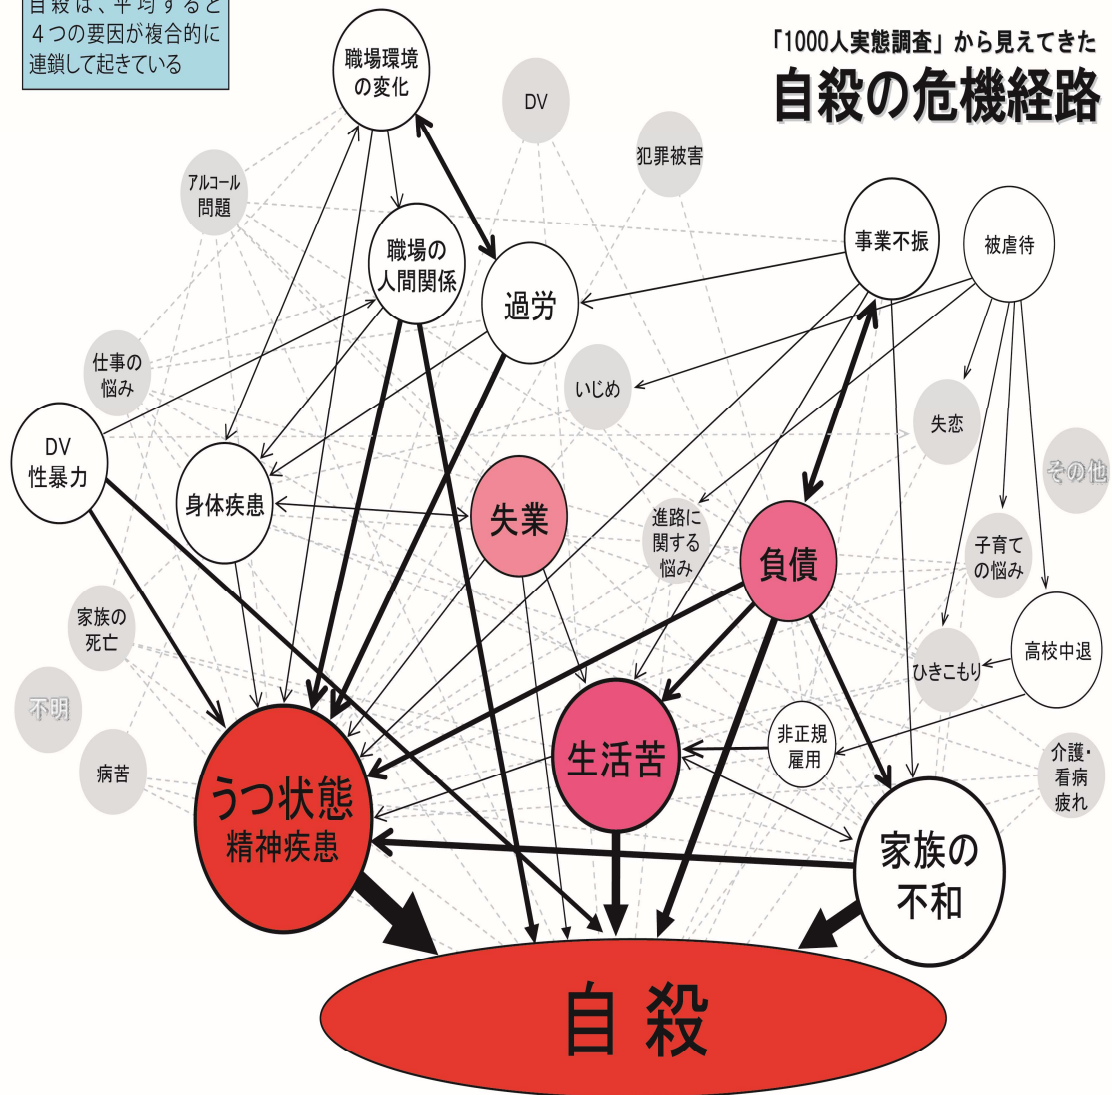 自殺は、平均すると
4つの要因が複合的に
連鎖して起きている
「1000人実態調査」から見えてきた
自殺の危機経路
職場環境
の変化
DV
犯罪被害
アルコール
問題
職場の
人間関係
過労
事業不振
被虐待
仕事の
悩み
いじめ
失恋
DV
性暴力
その他
身体疾患
失業
進路に
関する
悩み
負債
子育て
の悩み
家族の
死亡
ひきこもり
高校中退
不明
病苦
うつ状態
精神疾患
生活苦
非正規
雇用
介護・
看病
疲れ
家族の
不和
自殺